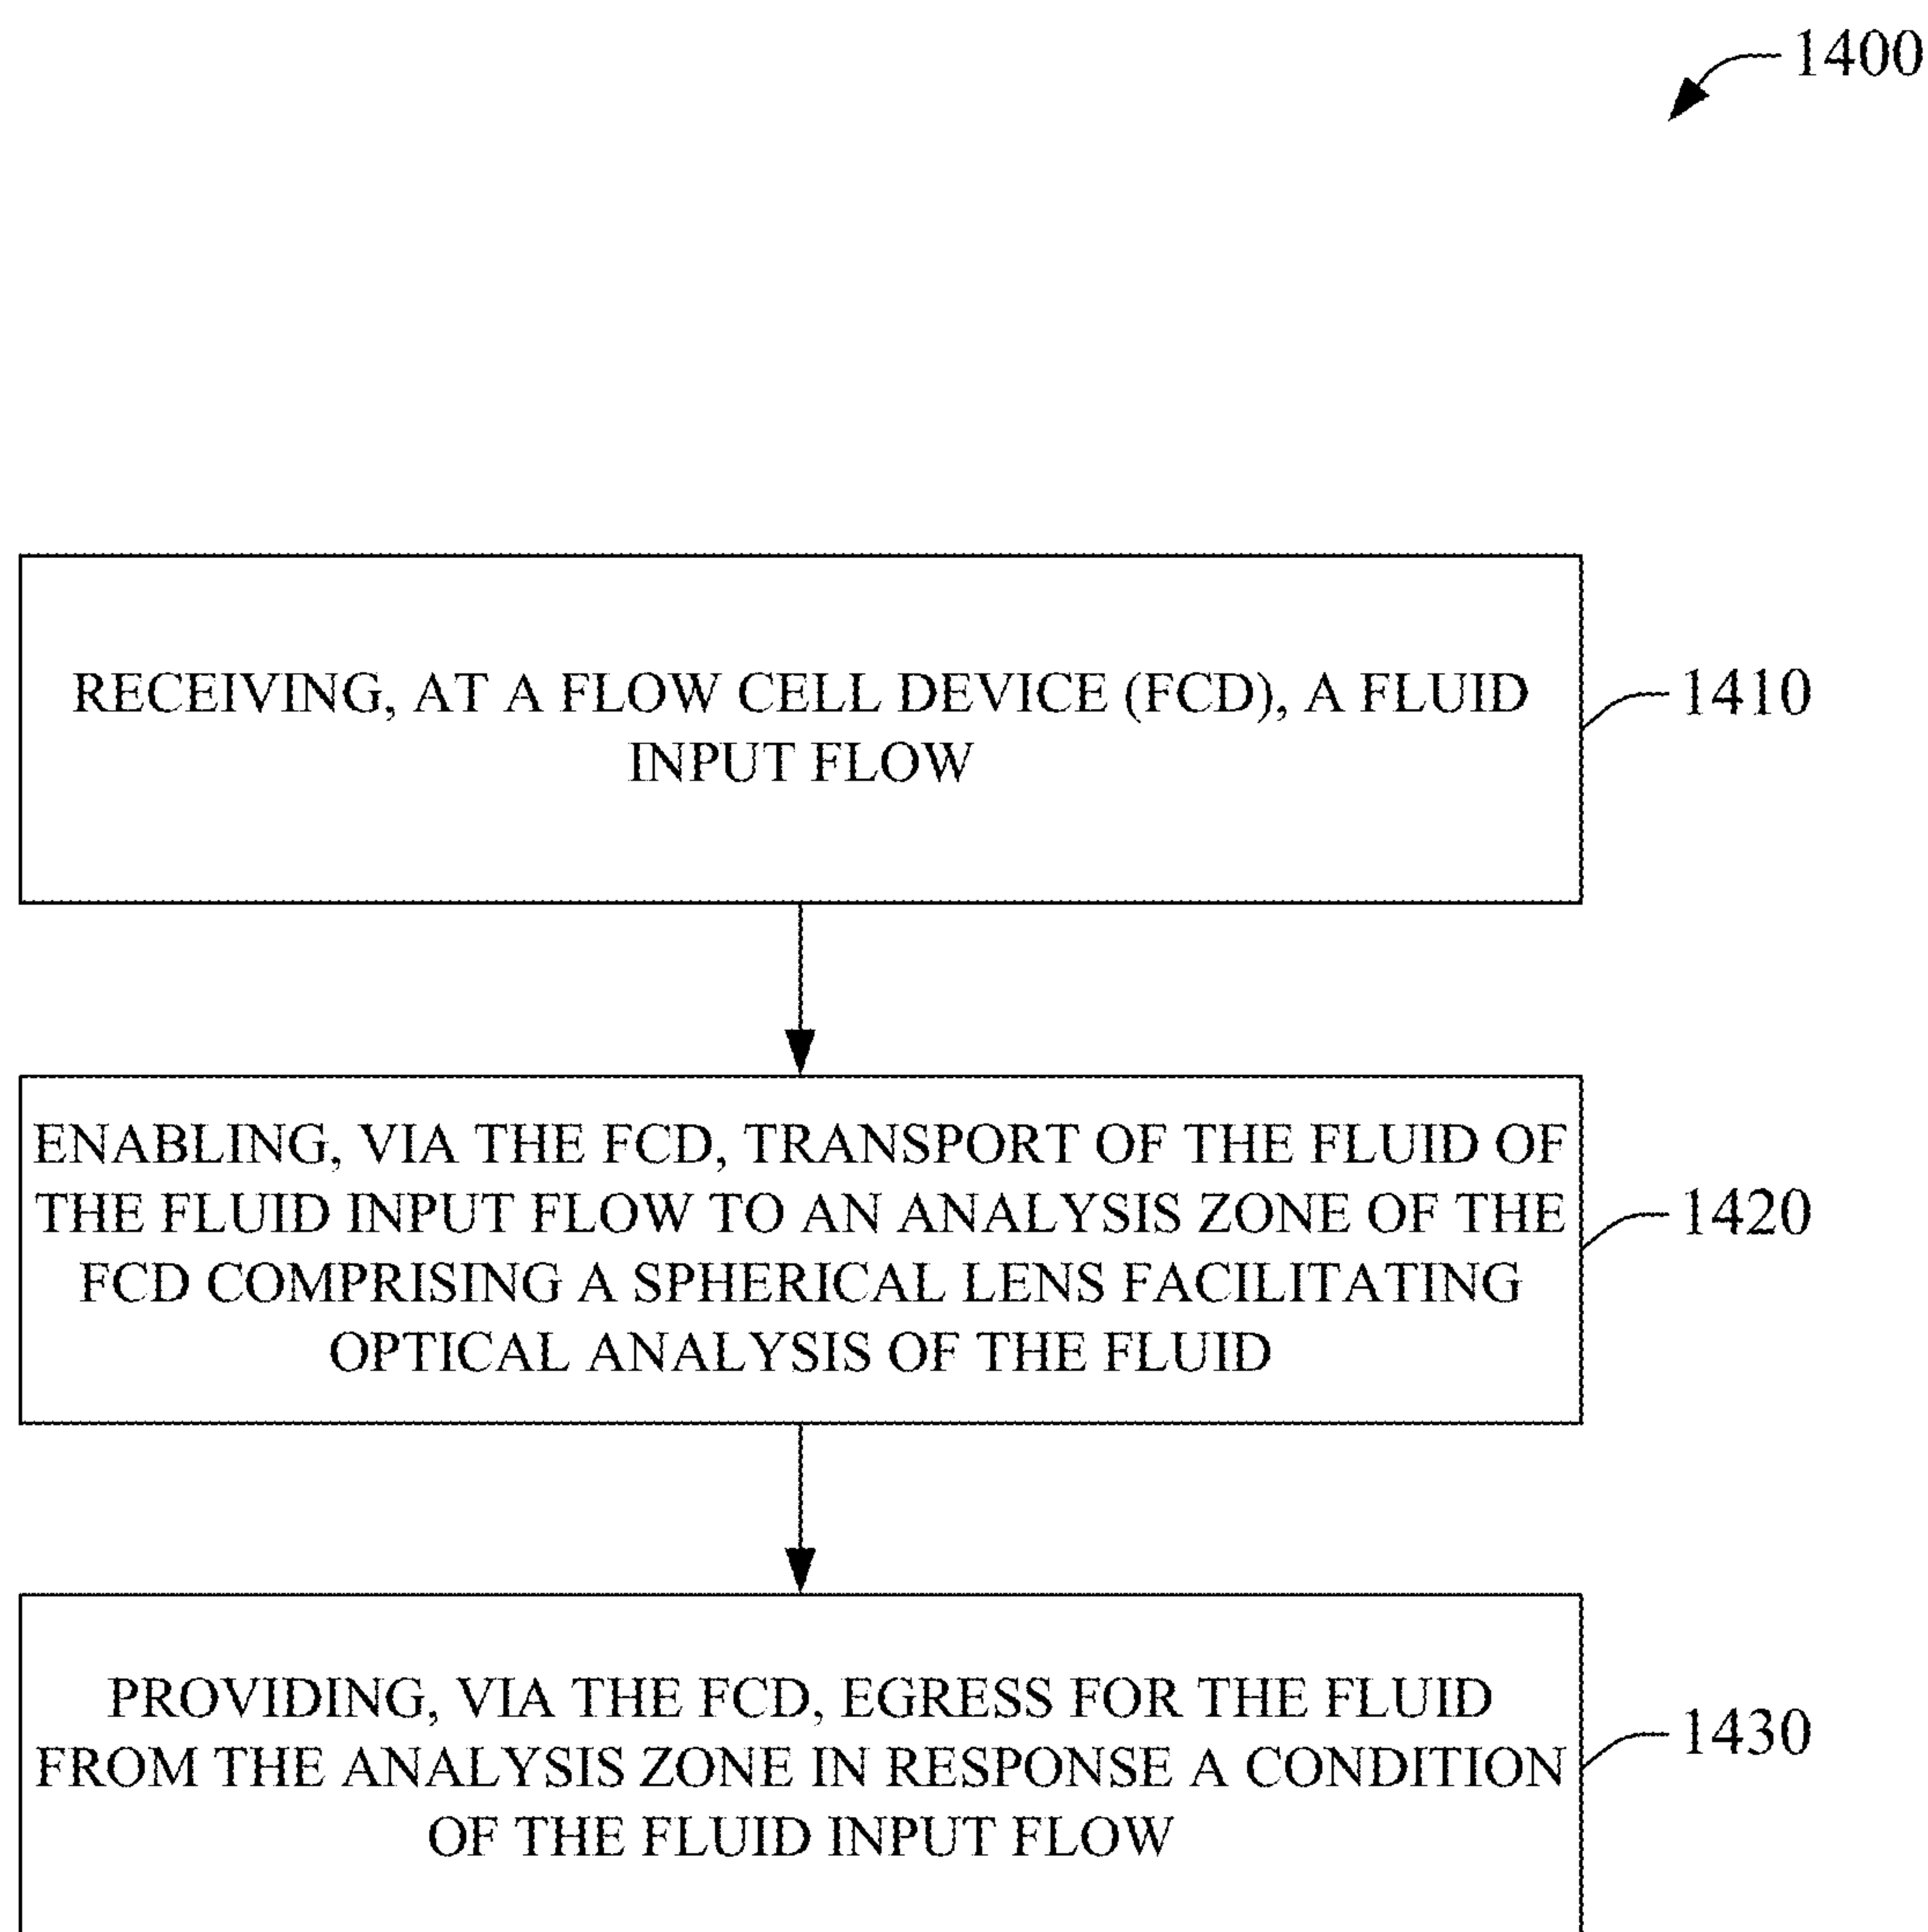 1400
RECEIVING, AT A FLOW CELL DEVICE (FCD), A FLUID
INPUT FLOW
1410
ENABLING, VIA THE FCD, TRANSPORT OF THE FLUID OF
THE FLUID INPUT FLOW TO AN ANALYSIS ZONE OF THE
FCD COMPRISING A SPHERICAL LENS FACILITATING
OPTICAL ANALYSIS OF THE FLUID
1420
PROVIDING, VIA THE FCD, EGRESS FOR THE FLUID
FROM THE ANALYSIS ZONE IN RESPONSE A CONDITION
OF THE FLUID INPUT FLOW
1430